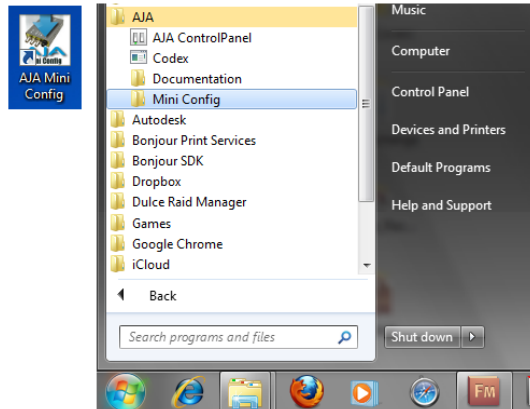 AJA Mini
Config
AJA
AJA ControlPanel
Codex
Documentation
Mini Config
Autodesk
Bonjour Print Services
Bonjour SDK
Dropbox
Dulce Raid Manager
Games
Google Chrome
iCloud
Back
Search programs and files
Music
Computer
Control Panel
Devices and Printers
Default Programs
Help and Support
Shut down
FM